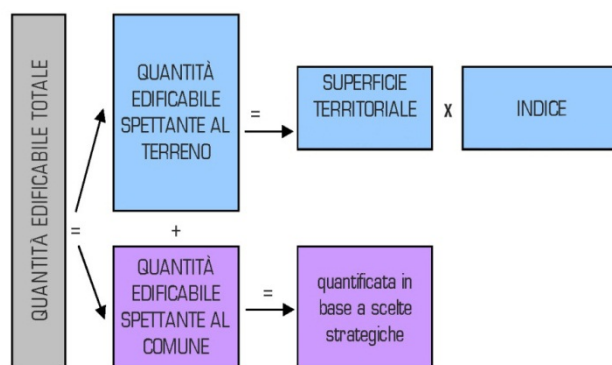 QUANTITÀ EDIFICABILE TOTALE
=
QUANTITÀ
EDIFICABILE
SPETTANTE AL
TERRENO
=
SUPERFICIE
TERRITORIALE
x
INDICE
+
QUANTITÀ
EDIFICABILE
SPETTANTE AL
COMUNE
=
quantificata in
base a scelte
strategiche